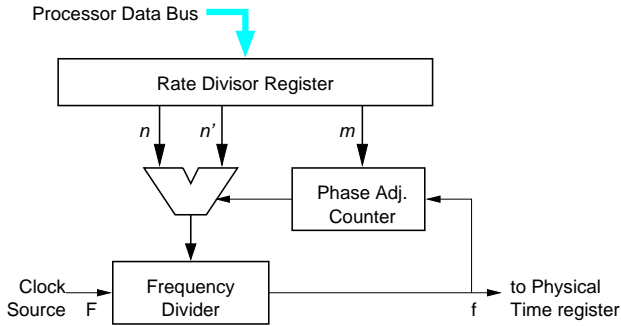 Processor Data Bus
Rate Divisor Register
n
n'
m
Phase Adj.
Counter
Clock
Source
F
Frequency
Divider
f
to Physical
Time register